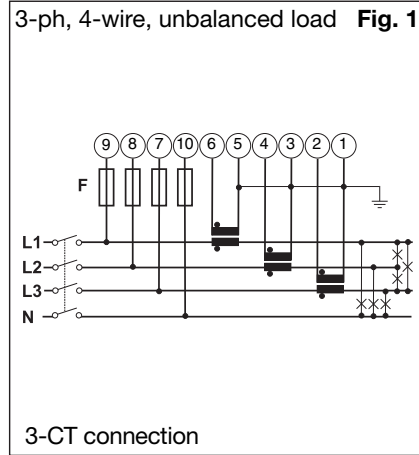 3-ph, 4-wire, unbalanced load Fig. 1
9 8 7 10 6 5 4 3 2 1
F
L1
L2
L3
N
3-CT connection